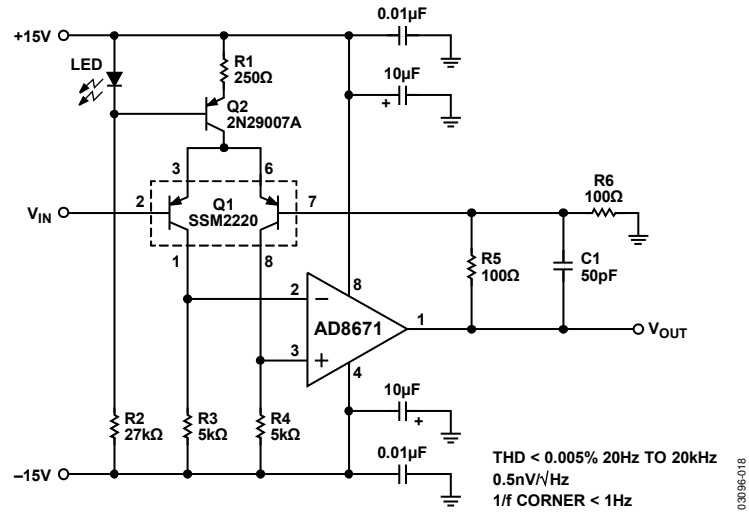 0.01µF
+15V
LED
R1
250Ω
10µF
+
Q2
2N29007A
3
6
R6
100Ω
VIN
2
Q1
SSM2220
7
1
8
R5
100Ω
C1
50pF
2
–
8
AD8671
1
VOUT
3
+
4
10µF
+
R2
27kΩ
R3
5kΩ
R4
5kΩ
0.01µF
–15V
THD < 0.005% 20Hz TO 20kHz
0.5nV/√Hz
1/f CORNER < 1Hz
03096-018